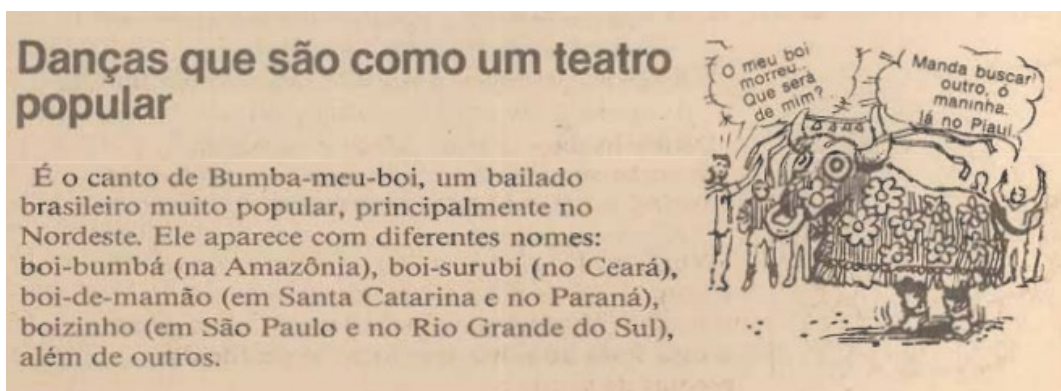 Danças que são como um teatro
popular
O meu boi
morreu...
Que será
de mim?
Manda buscar
outro, ó
maninha
lá no Piauí
É o canto de Bumba-meu-boi, um bailado
brasileiro muito popular, principalmente no
Nordeste. Ele aparece com diferentes nomes:
boi-bumbá (na Amazônia), boi-surubi (no Ceará),
boi-de-mamão (em Santa Catarina e no Paraná),
boizinho (em São Paulo e no Rio Grande do Sul),
além de outros.